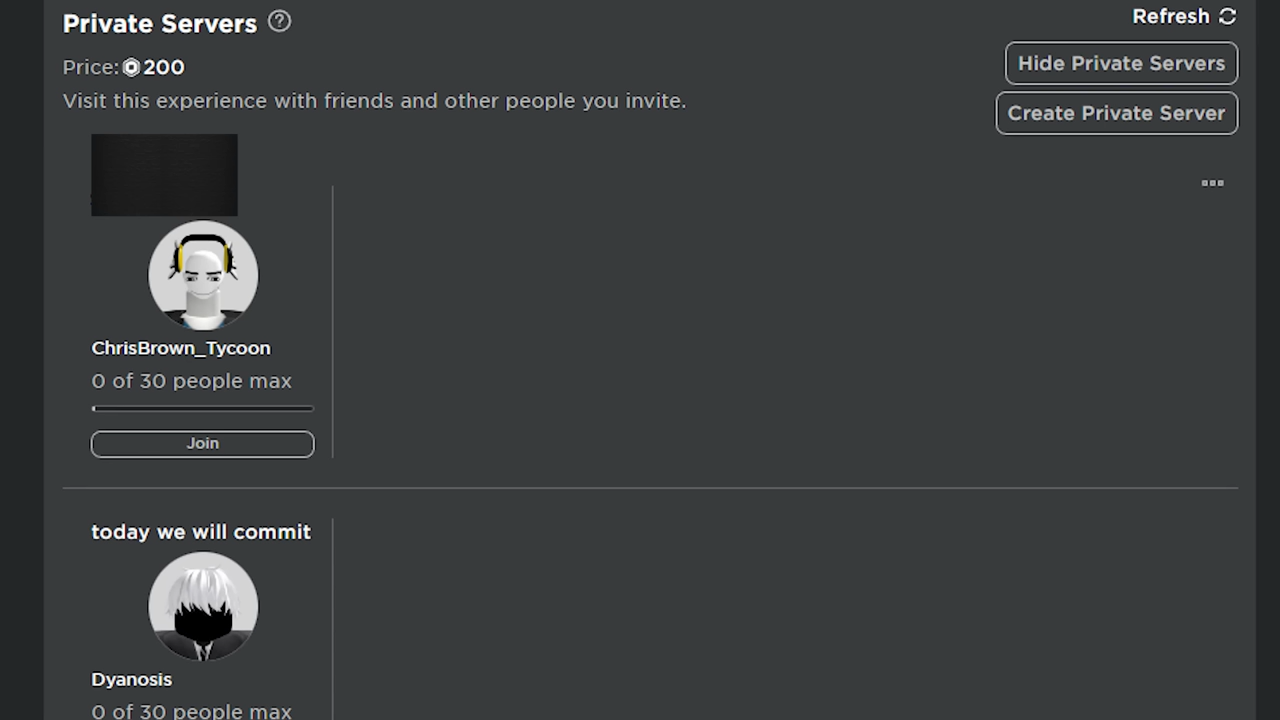 Private Servers
Refresh
Price: 200
Hide Private Servers
Visit this experience with friends and other people you invite.
Create Private Server
ChrisBrown_Tycoon
0 of 30 people max
Join
today we will commit
Dyanosis
0 of 30 people max